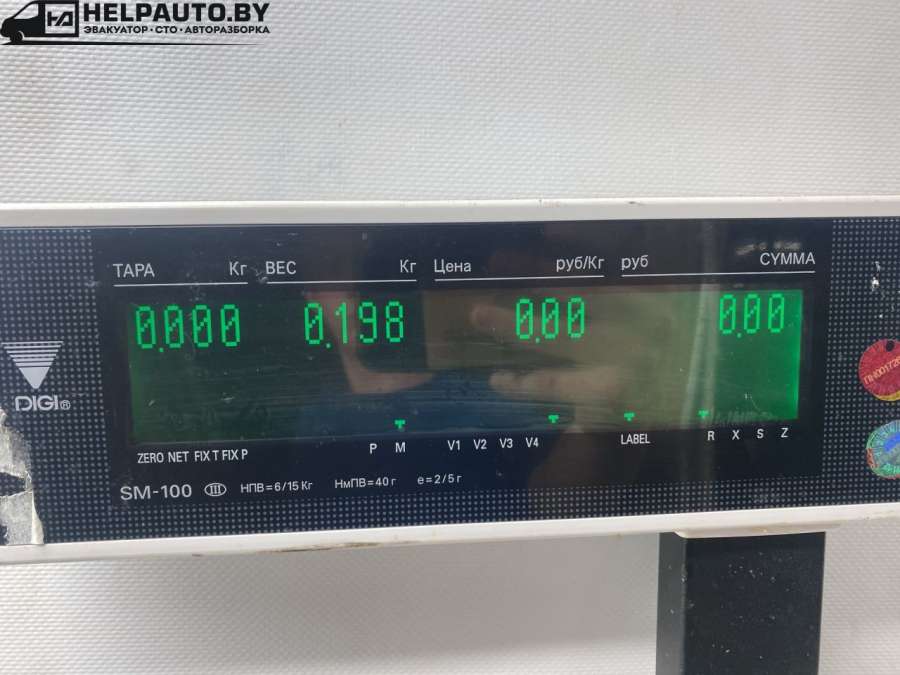 HELPAUTO.BY
ЭВАКУАТОР · СТО · АВТОРАЗБОРКА
ТАРА Кг ВЕС Кг Цена руб/Кг руб СУММА
0.000 0.198 0.00 0.00
DIGI®
ZERO NET FIX T FIX P P M V1 V2 V3 V4 LABEL R X S Z
SM-100 III НПВ=6/15 Кг НмПВ=40 г e=2/5 г